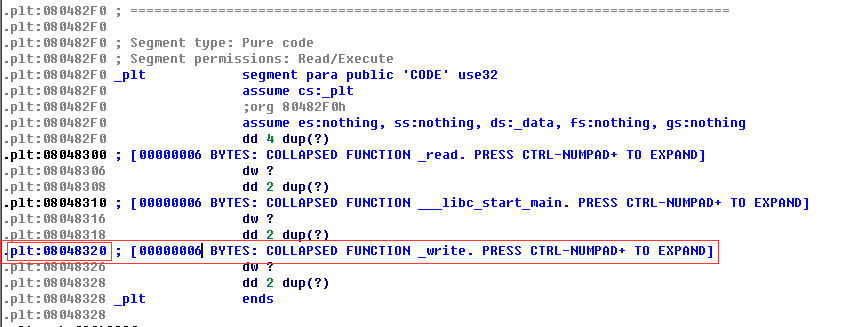 .plt:080482F0 ; ===========================================================================
.plt:080482F0
.plt:080482F0 ; Segment type: Pure code
.plt:080482F0 ; Segment permissions: Read/Execute
.plt:080482F0 _plt segment para public 'CODE' use32
.plt:080482F0 assume cs:_plt
.plt:080482F0 ;org 80482F0h
.plt:080482F0 assume es:nothing, ss:nothing, ds:_data, fs:nothing, gs:nothing
.plt:080482F0 dd 4 dup(?)
.plt:08048300 ; [00000006 BYTES: COLLAPSED FUNCTION _read. PRESS CTRL-NUMPAD+ TO EXPAND]
.plt:08048306 dw ?
.plt:08048308 dd 2 dup(?)
.plt:08048310 ; [00000006 BYTES: COLLAPSED FUNCTION ___libc_start_main. PRESS CTRL-NUMPAD+ TO EXPAND]
.plt:08048316 dw ?
.plt:08048318 dd 2 dup(?)
.plt:08048320 ; [00000006 BYTES: COLLAPSED FUNCTION _write. PRESS CTRL-NUMPAD+ TO EXPAND]
.plt:08048326 dw ?
.plt:08048328 dd 2 dup(?)
.plt:08048328 _plt ends
.plt:08048328